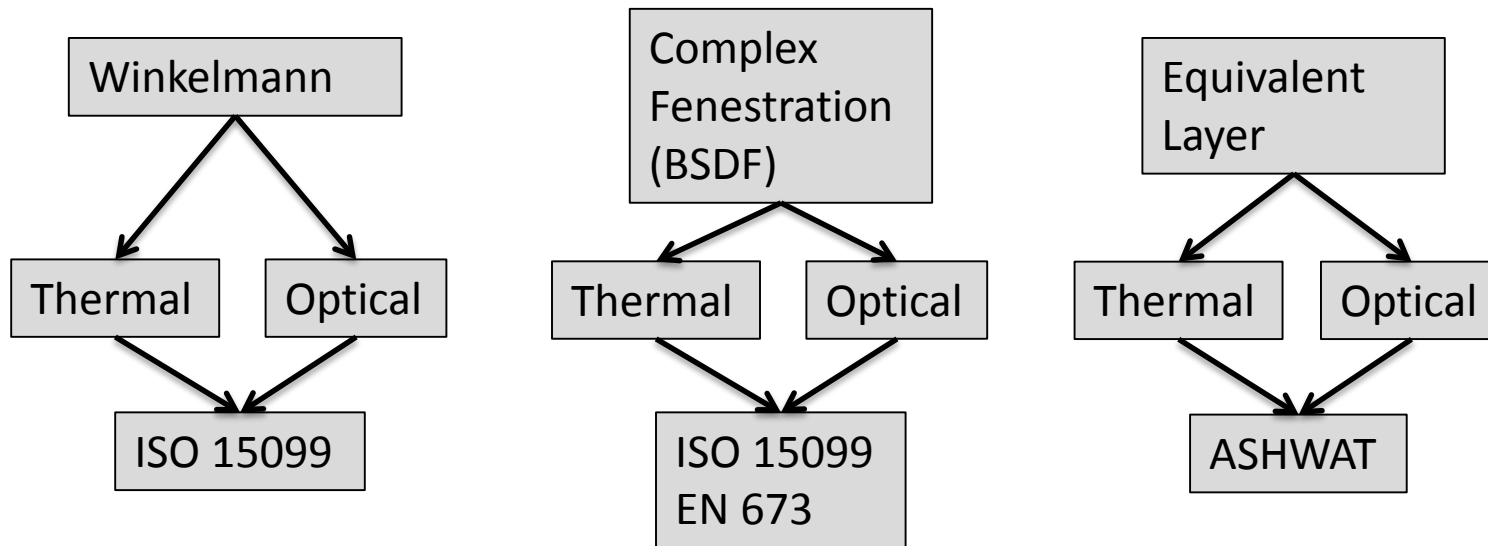 Winkelmann
Thermal
Optical
ISO 15099
Complex
Fenestration
(BSDF)
Thermal
Optical
ISO 15099
EN 673
Equivalent
Layer
Thermal
Optical
ASHWAT